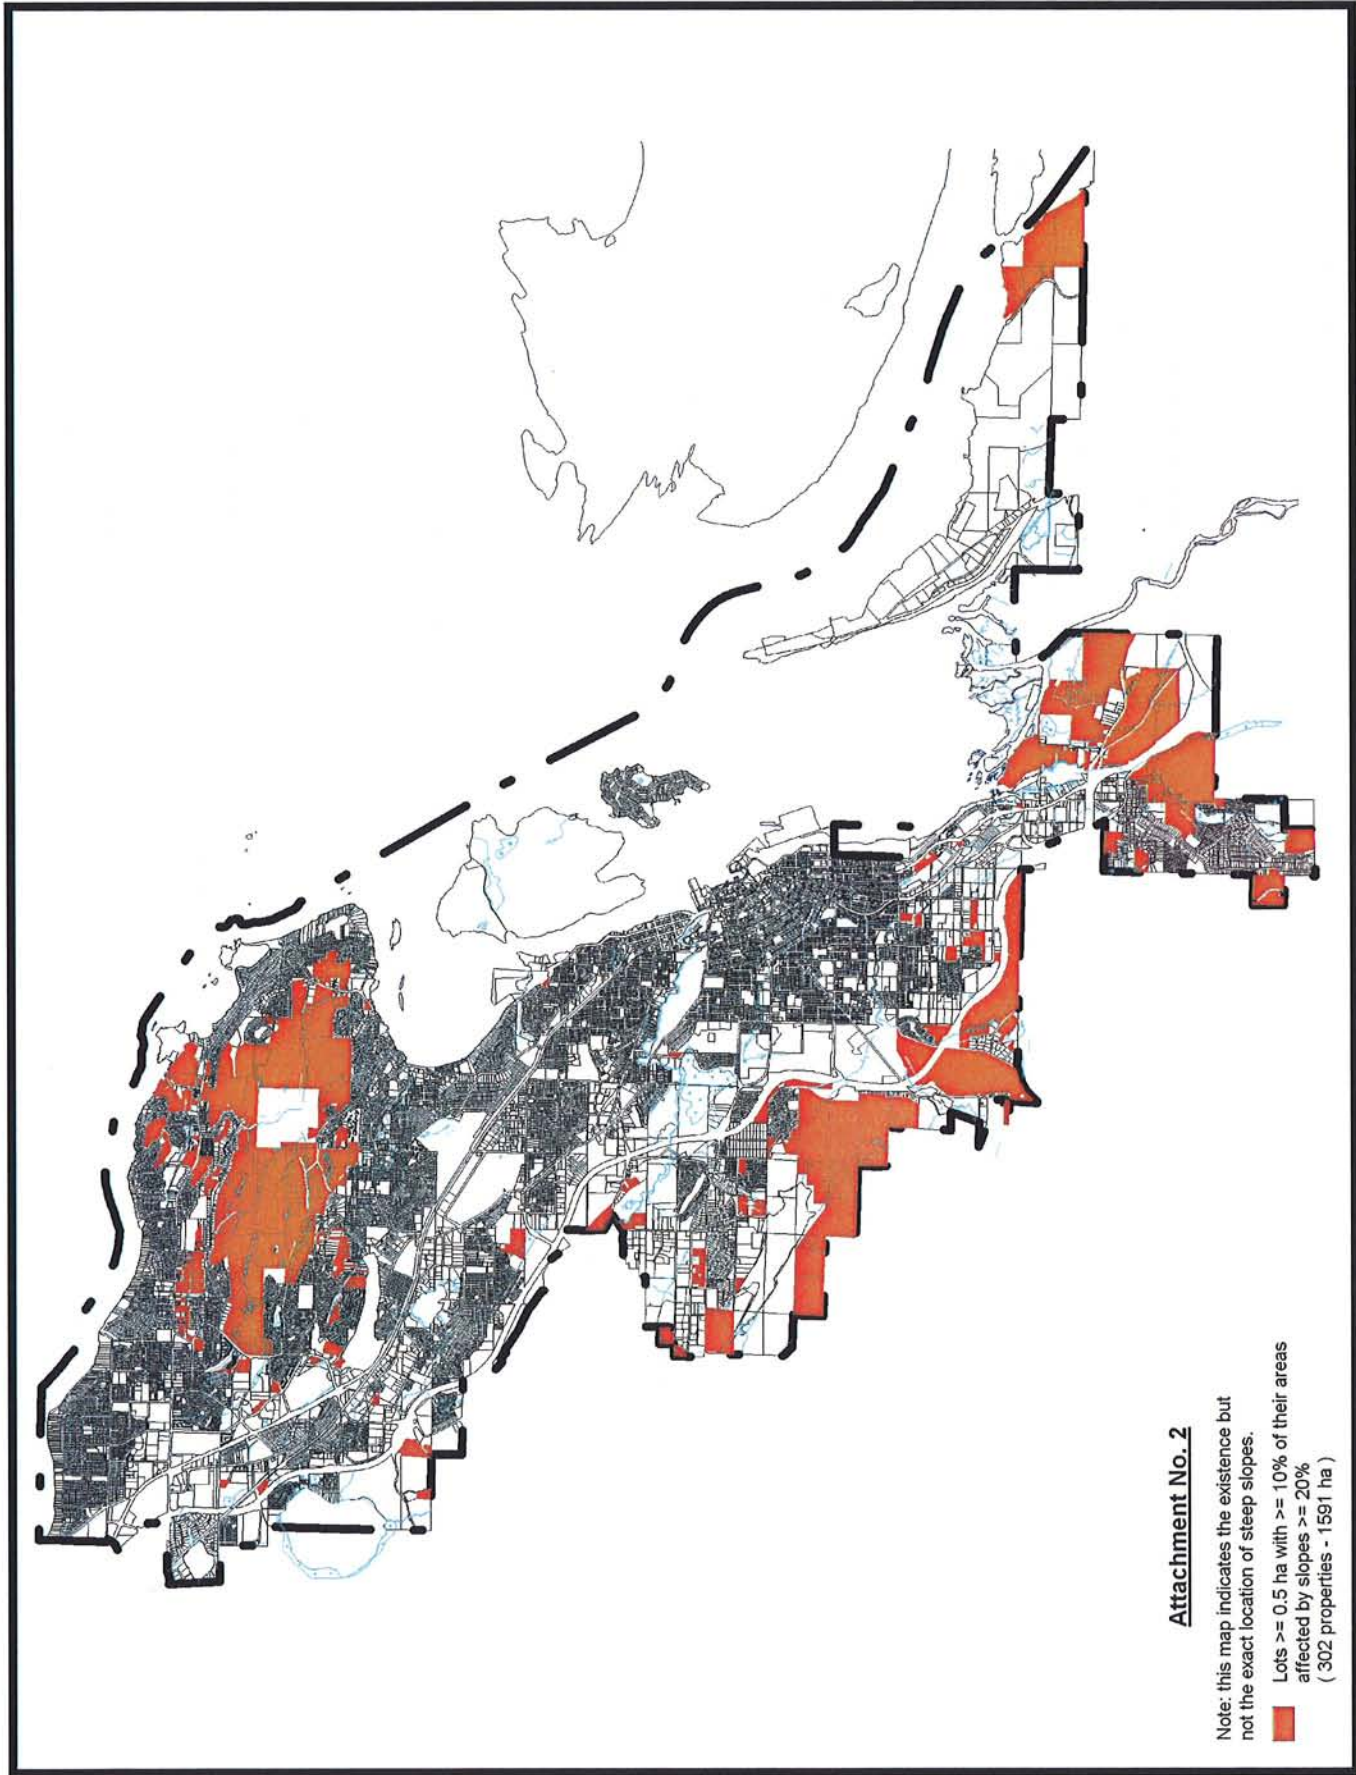 Attachment No. 2
Note: this map indicates the existence but
not the exact location of steep slopes.
Lots >= 0.5 ha with >= 10% of their areas
affected by slopes >= 20%
( 302 properties - 1591 ha )